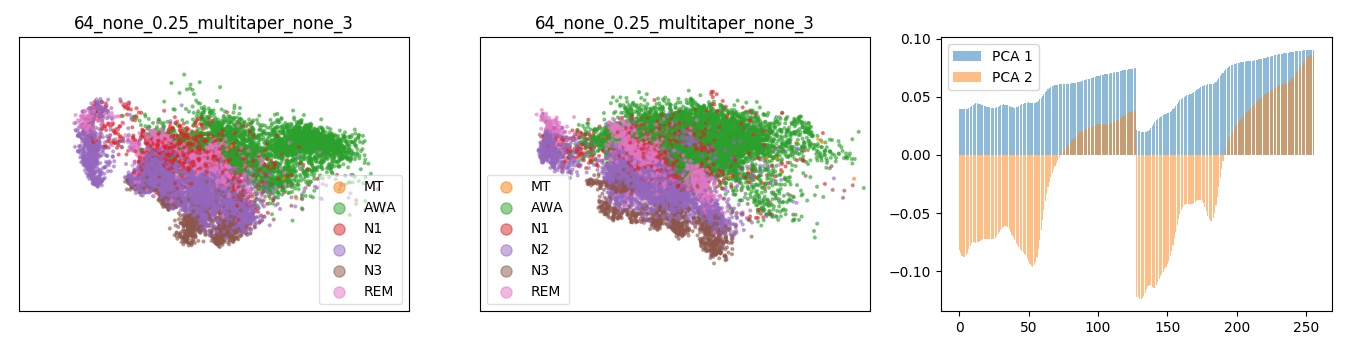 64_none_0.25_multitaper_none_3
MT
AWA
N1
N2
N3
REM
64_none_0.25_multitaper_none_3
MT
AWA
N1
N2
N3
REM
PCA 1
PCA 2
0.10
0.05
0.00
−0.05
−0.10
0
50
100
150
200
250